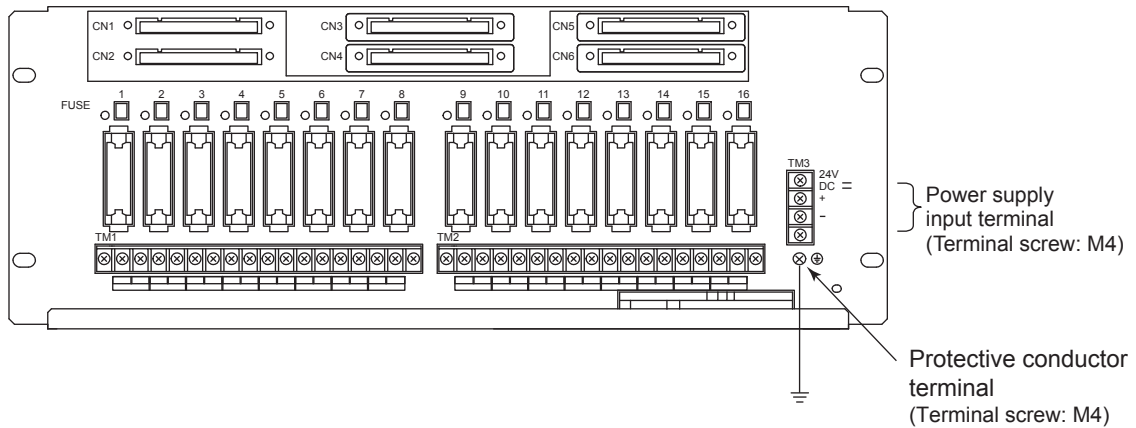 CN1
CN3
CN5
CN2
CN4
CN6
FUSE
1 2 3 4 5 6 7 8 9 10 11 12 13 14 15 16
TM3
24V
DC
+
−
Power supply
input terminal
(Terminal screw: M4)
TM1
TM2
Protective conductor
terminal
(Terminal screw: M4)